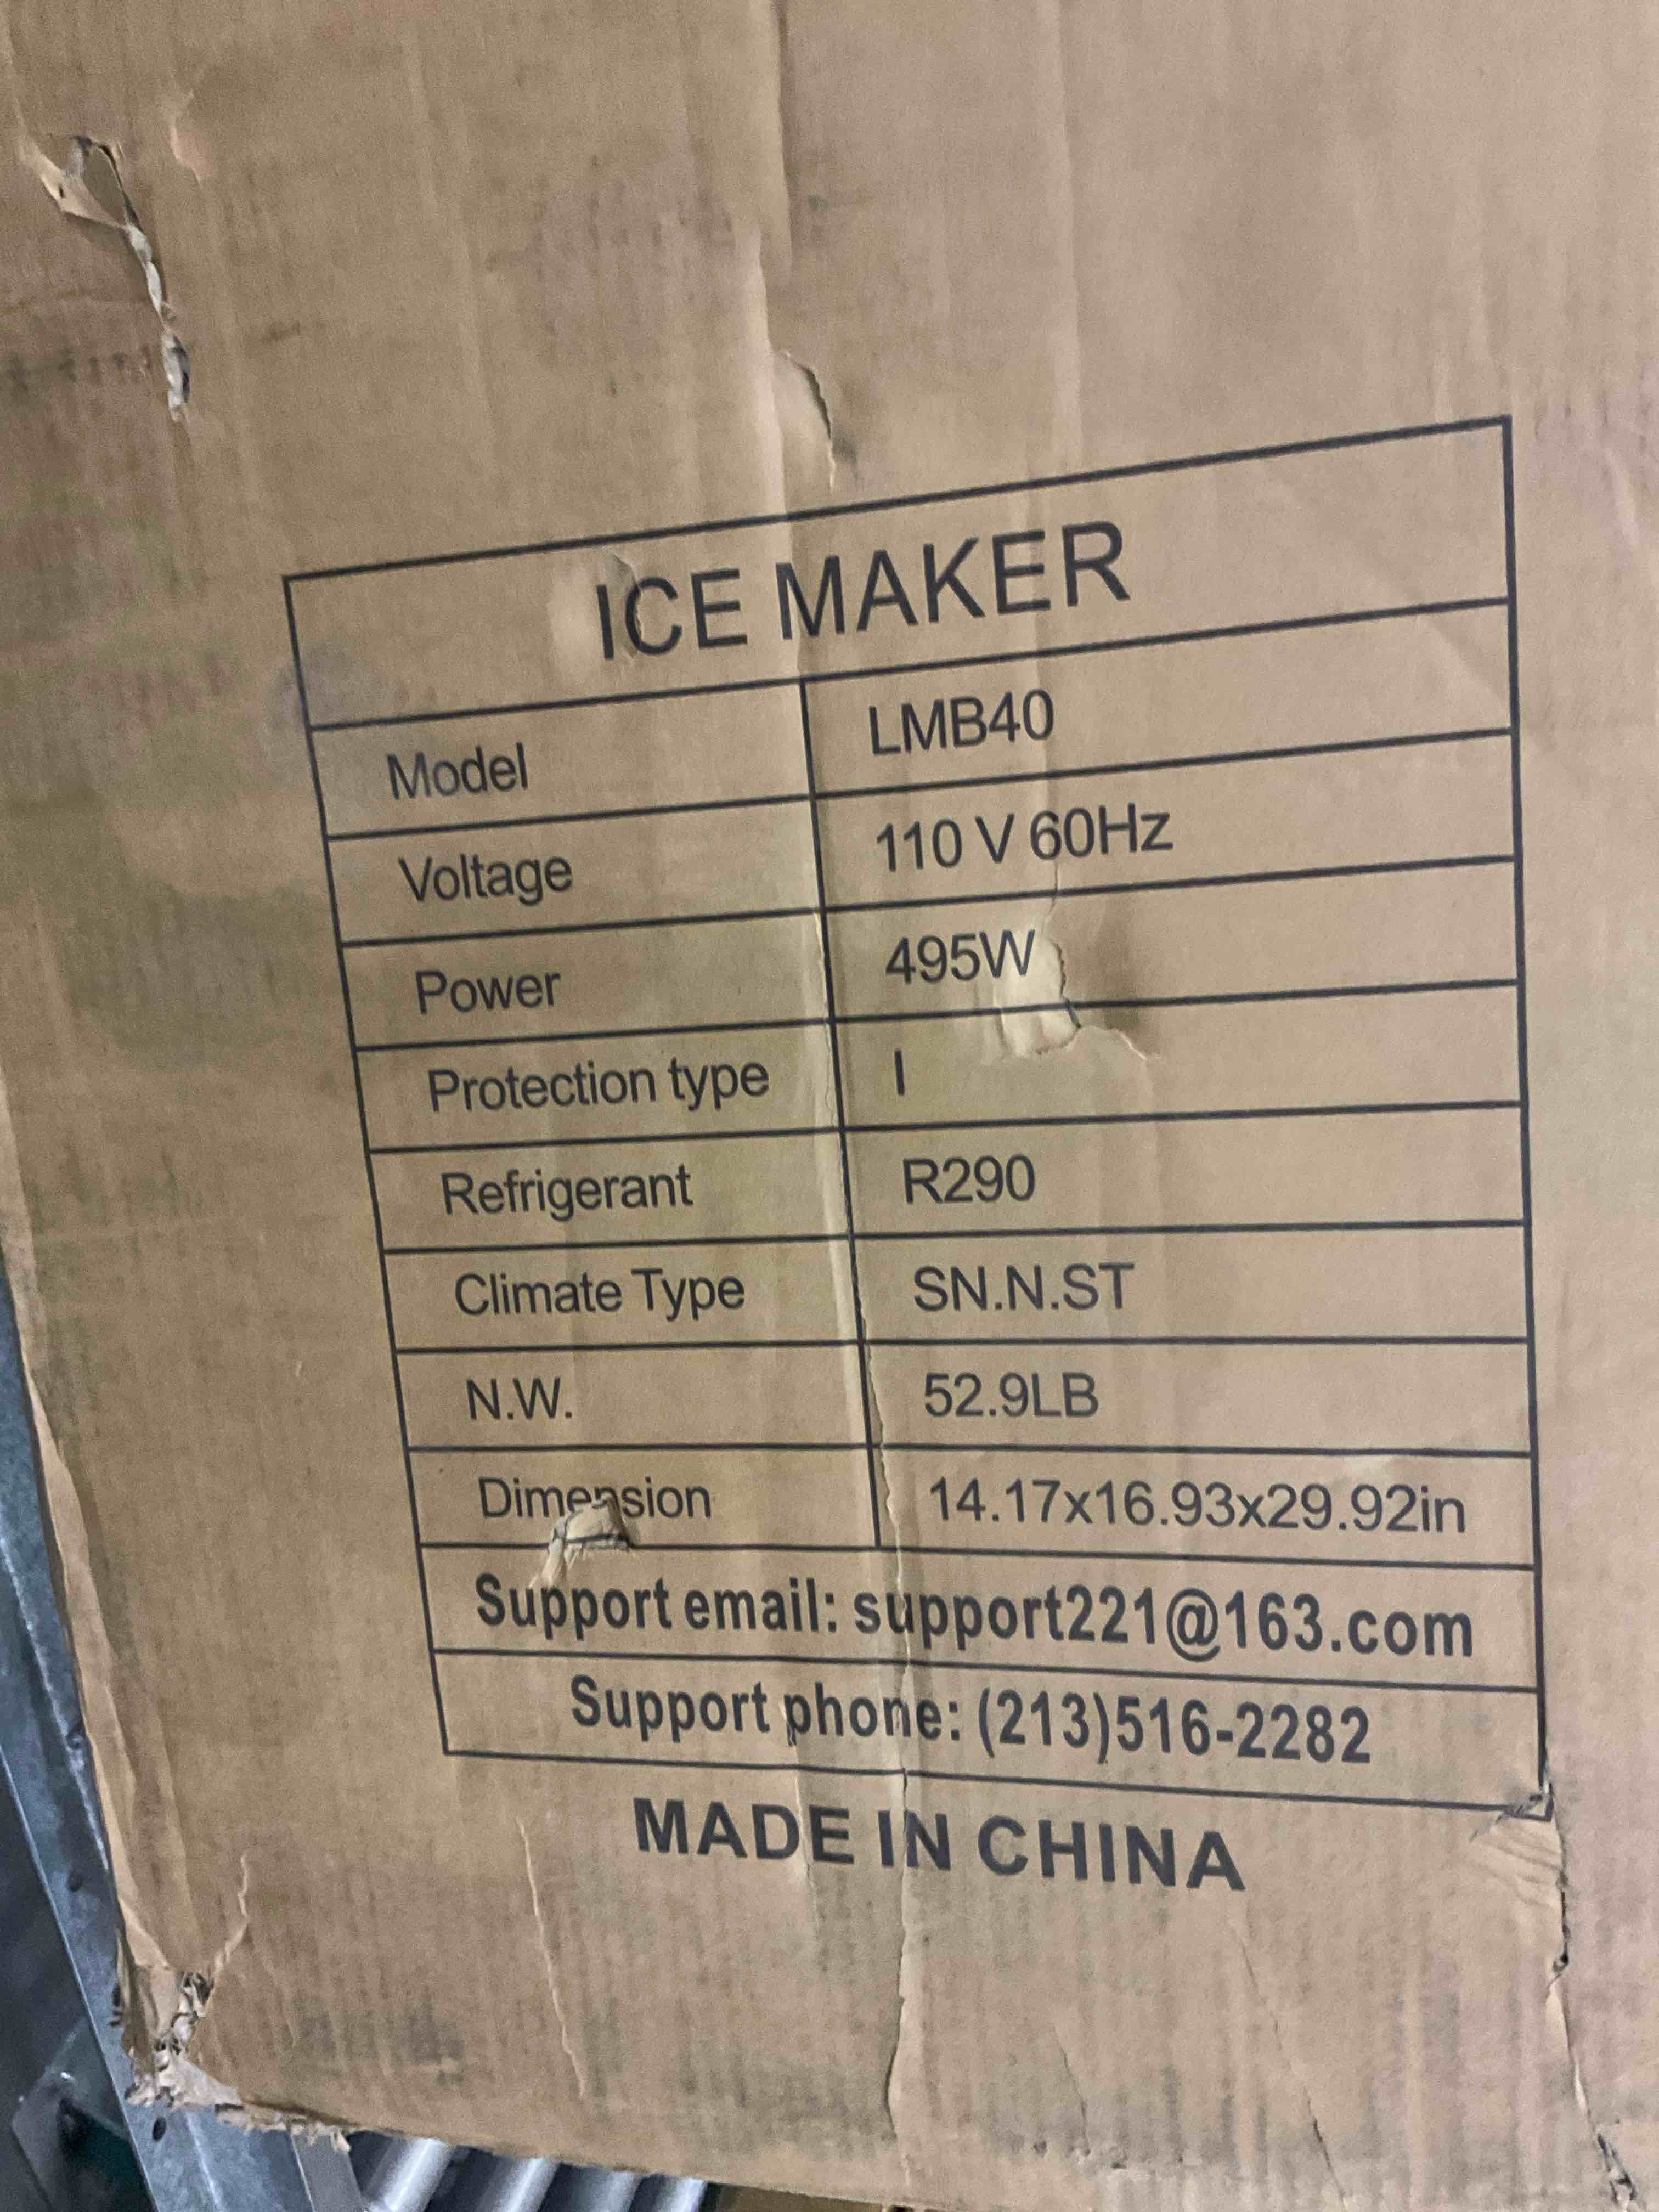 ICE MAKER
Model LMB40
Voltage 110 V 60Hz
Power 495W
Protection type I
Refrigerant R290
Climate Type SN.N.ST
N.W. 52.9LB
Dimension 14.17x16.93x29.92in
Support email: support221@163.com
Support phone: (213)516-2282
MADE IN CHINA